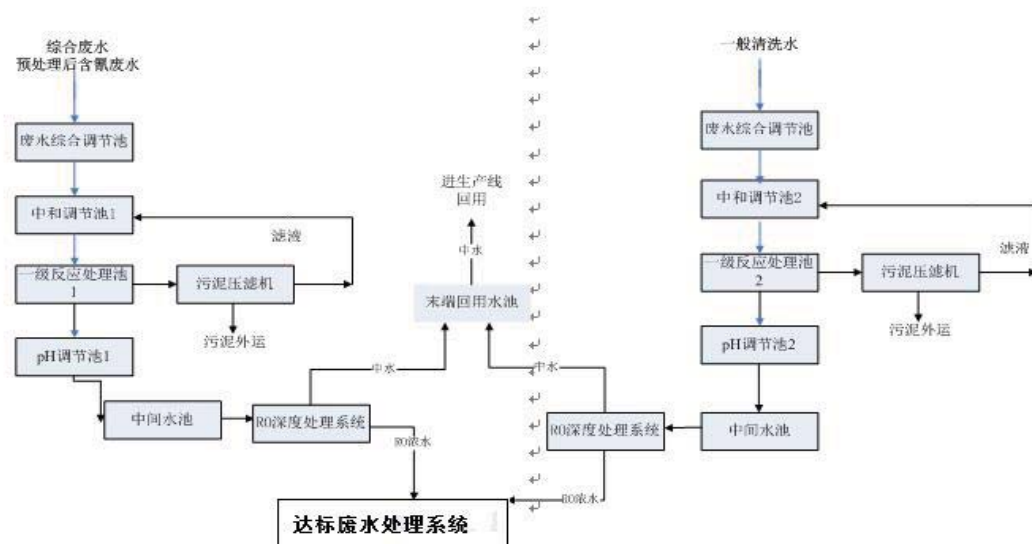 综合废水
预处理后含氰废水
废水综合调节池
中和调节池1
滤液
一级反应处理池
1
污泥压滤机
污泥外运
pH调节池1
中间水池
RO深度处理系统
中水
RO浓水
进生产线
回用
中水
末端回用水池
达标废水处理系统
一般清洗水
废水综合调节池
中和调节池2
滤液
一级反应处理池
2
污泥压滤机
污泥外运
pH调节池2
中间水池
RO深度处理系统
中水
RO浓水